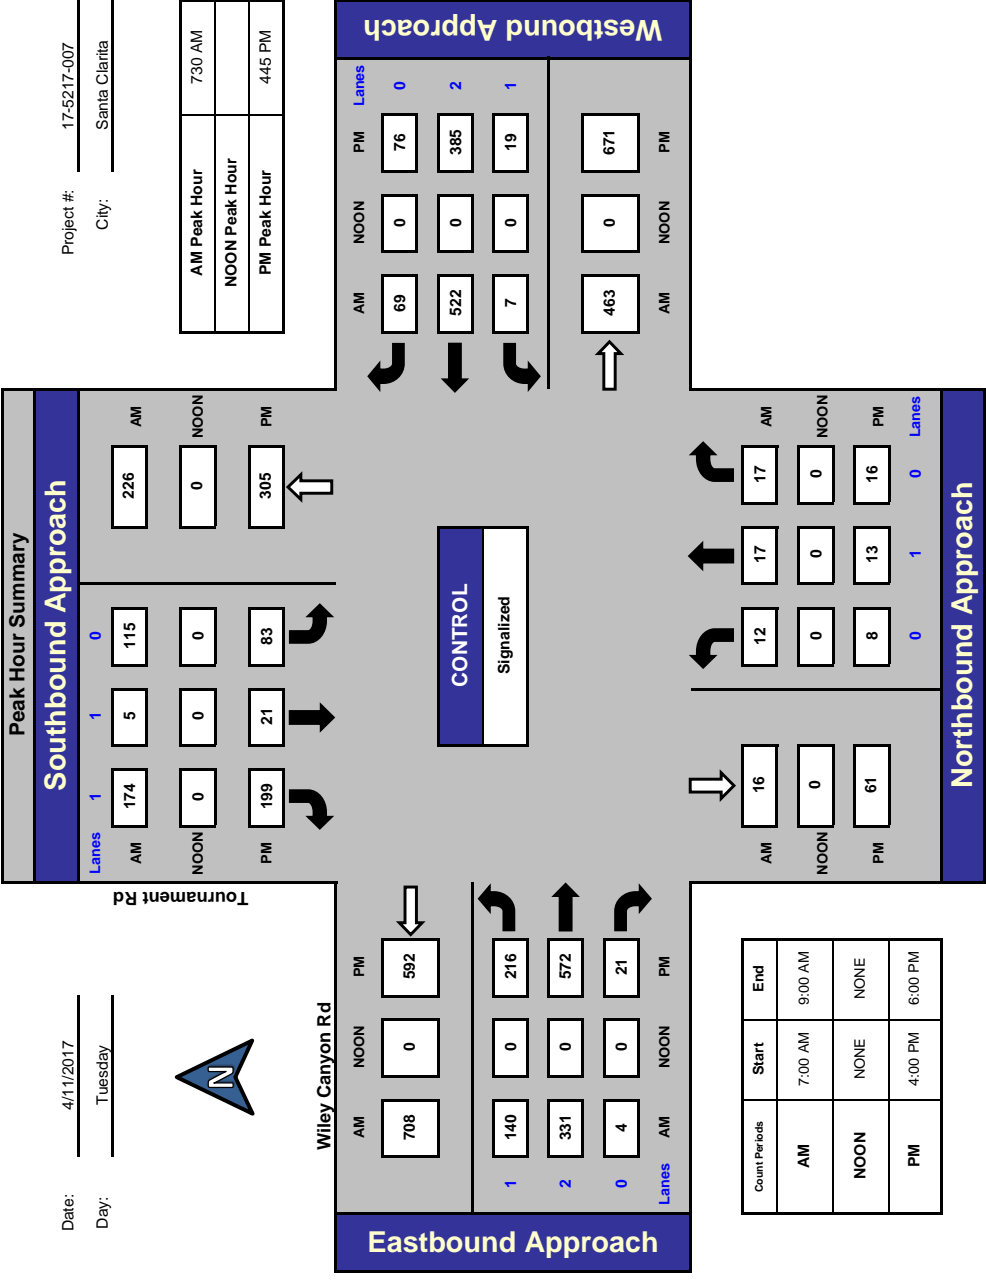 Peak Hour Summary
Date: 4/11/2017
Day: Tuesday
Project #: 17-5217-007
City: Santa Clarita
Southbound Approach
Lanes 1 1 0
AM 174 5 115 226 AM
NOON 0 0 0 0 NOON
PM 199 21 83 305 PM
Tournament Rd
N
AM Peak Hour 730 AM
NOON Peak Hour
PM Peak Hour 445 PM
Wiley Canyon Rd
AM NOON PM
708 0 592
1 140 0 216
2 331 0 572
0 4 0 21
Lanes AM NOON PM
Eastbound Approach
CONTROL
Signalized
AM NOON PM Lanes
69 0 76 0
522 0 385 2
7 0 19 1
463 0 671
AM NOON PM
Westbound Approach
AM 16 12 17 17 AM
NOON 0 0 0 0 NOON
PM 61 8 13 16 PM
0 1 0 Lanes
Northbound Approach
Count Periods Start End
AM 7:00 AM 9:00 AM
NOON NONE NONE
PM 4:00 PM 6:00 PM